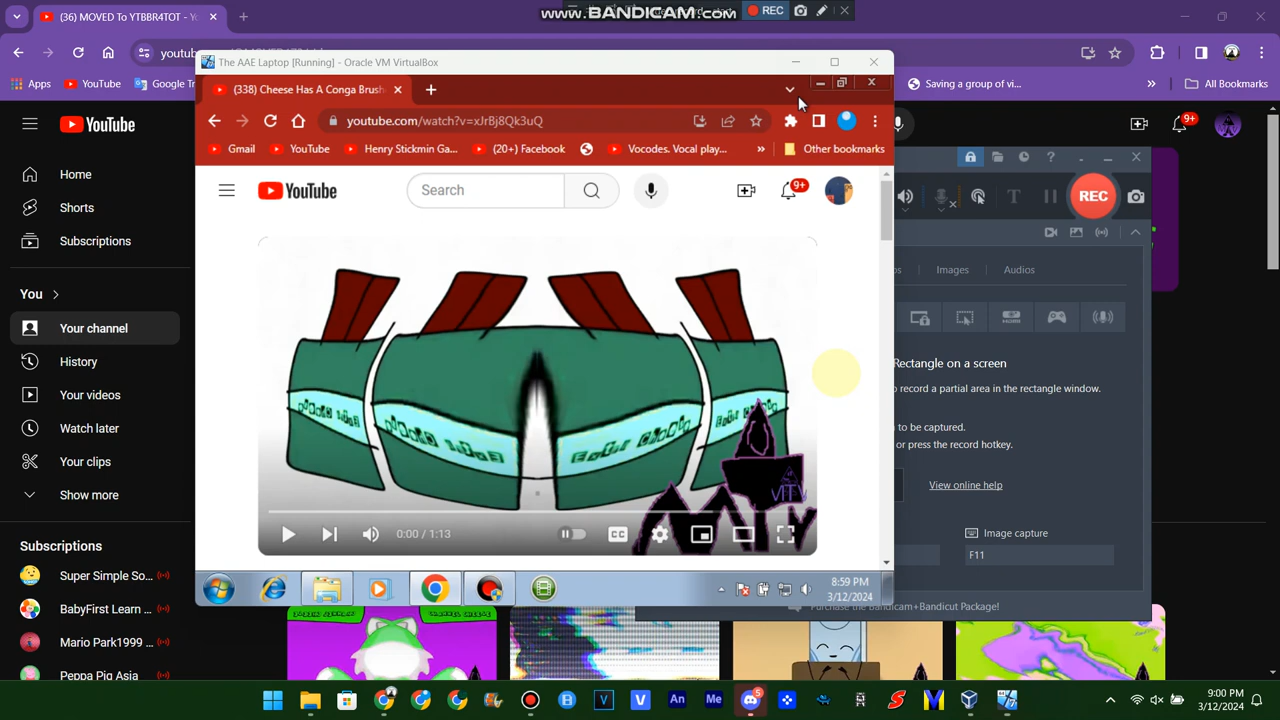 (36) MOVED To YTBBR4TOT - Yo
www.BANDICAM.com
REC
Apps
YouTube
Google Tr
Saving a group of vi...
All Bookmarks
The AAE Laptop [Running] - Oracle VM VirtualBox
(338) Cheese Has A Conga Brush
youtube.com/watch?v=xJrBj8Qk3uQ
Gmail
YouTube
Henry Stickmin Ga...
(20+) Facebook
Vocodes. Vocal play...
Other bookmarks
YouTube
Search
9+
YouTube
9+
Home
Shorts
Subscriptions
You
Your channel
History
Your videos
Watch later
Your clips
Show more
Subscriptions
Super Simple So...
BabyFirst Learn ...
Mario Park1999 ...
Peppa Pig Asia
0:00 / 1:13
CC
REC
Images
Audios
Rectangle on a screen
o record a partial area in the rectangle window.
to be captured.
or press the record hotkey.
View online help
Image capture
F11
Purchase the Bandicam+Bandicut Package!
8:59 PM
3/12/2024
9:00 PM
3/12/2024